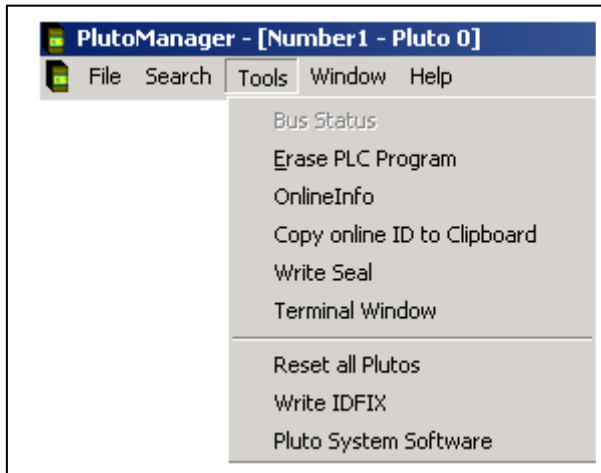 PlutoManager - [Number1 - Pluto 0]
File Search Tools Window Help
Bus Status
Erase PLC Program
OnlineInfo
Copy online ID to Clipboard
Write Seal
Terminal Window
Reset all Plutos
Write IDFIX
Pluto System Software